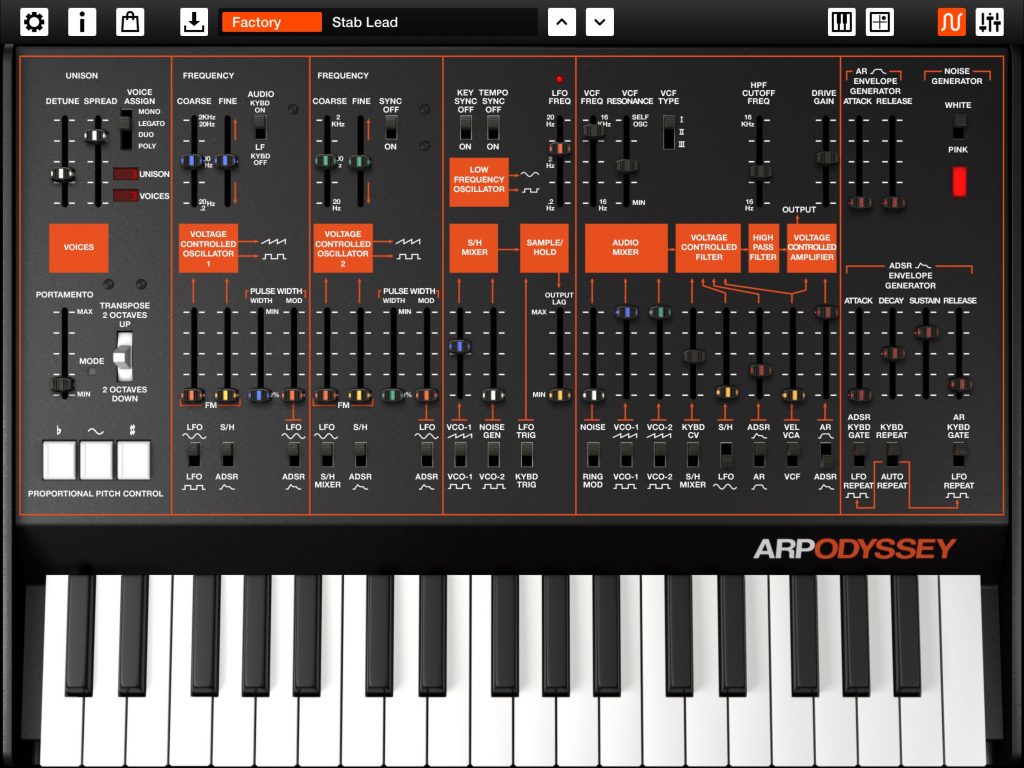 Factory
Stab Lead
UNISON
DETUNE
SPREAD
VOICE
ASSIGN
MONO
LEGATO
DUO
POLY
UNISON
VOICES
VOICES
PORTAMENTO
MAX
MODE
MIN
TRANSPOSE
2 OCTAVES
UP
2 OCTAVES
DOWN
♭
♯
PROPORTIONAL PITCH CONTROL
FREQUENCY
COARSE
FINE
2KHz
20Hz
20
.2
Hz
AUDIO
KYBD
ON
LF
KYBD
OFF
VOLTAGE
CONTROLLED
OSCILLATOR
1
PULSE WIDTH
WIDTH
MOD
MIN
FM
LFO
S/H
LFO
LFO
ADSR
ADSR
FREQUENCY
COARSE
FINE
2
KHz
20
Hz
SYNC
OFF
ON
VOLTAGE
CONTROLLED
OSCILLATOR
2
PULSE WIDTH
WIDTH
MOD
MIN
FM
LFO
S/H
LFO
S/H
MIXER
ADSR
ADSR
KEY
SYNC
OFF
ON
TEMPO
SYNC
OFF
ON
LFO
FREQ
20
Hz
2
Hz
.2
Hz
LOW
FREQUENCY
OSCILLATOR
S/H
MIXER
SAMPLE/
HOLD
OUTPUT
LAG
MAX
MIN
VCO-1
NOISE
GEN
LFO
TRIG
VCO-1
VCO-2
KYBD
TRIG
VCF
FREQ
16
KHz
16
Hz
VCF
RESONANCE
SELF
OSC
MIN
VCF
TYPE
I
II
III
HPF
CUTOFF
FREQ
16
KHz
16
Hz
DRIVE
GAIN
OUTPUT
AUDIO
MIXER
VOLTAGE
CONTROLLED
FILTER
HIGH
PASS
FILTER
VOLTAGE
CONTROLLED
AMPLIFIER
NOISE
VCO-1
VCO-2
KYBD
CV
S/H
ADSR
VEL
VCA
AR
RING
MOD
VCO-1
VCO-2
S/H
MIXER
LFO
AR
VCF
ADSR
AR
ENVELOPE
GENERATOR
ATTACK
RELEASE
NOISE
GENERATOR
WHITE
PINK
ADSR
ENVELOPE
GENERATOR
ATTACK
DECAY
SUSTAIN
RELEASE
ADSR
KYBD
GATE
KYBD
REPEAT
AR
KYBD
GATE
LFO
REPEAT
AUTO
REPEAT
LFO
REPEAT
ARPODYSSEY